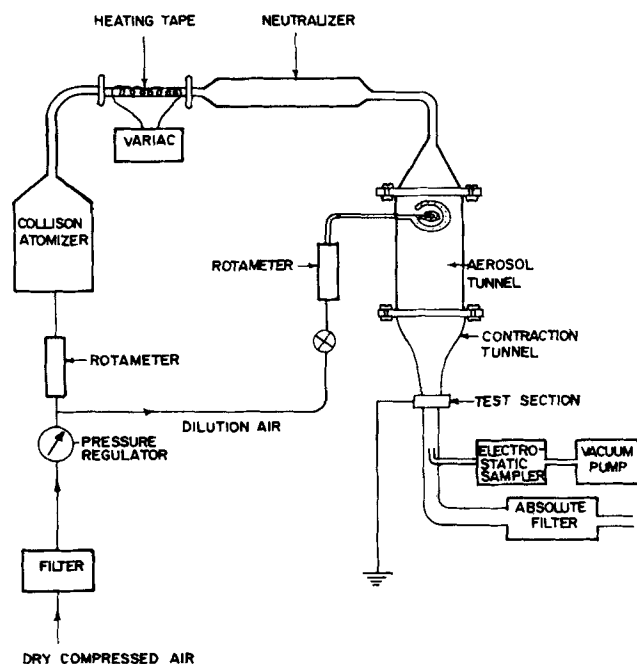 HEATING TAPE
NEUTRALIZER
VARIAC
COLLISON
ATOMIZER
ROTAMETER
AEROSOL
TUNNEL
CONTRACTION
TUNNEL
ROTAMETER
TEST SECTION
DILUTION AIR
PRESSURE
REGULATOR
ELECTRO-
STATIC
SAMPLER
VACUUM
PUMP
ABSOLUTE
FILTER
FILTER
DRY COMPRESSED AIR